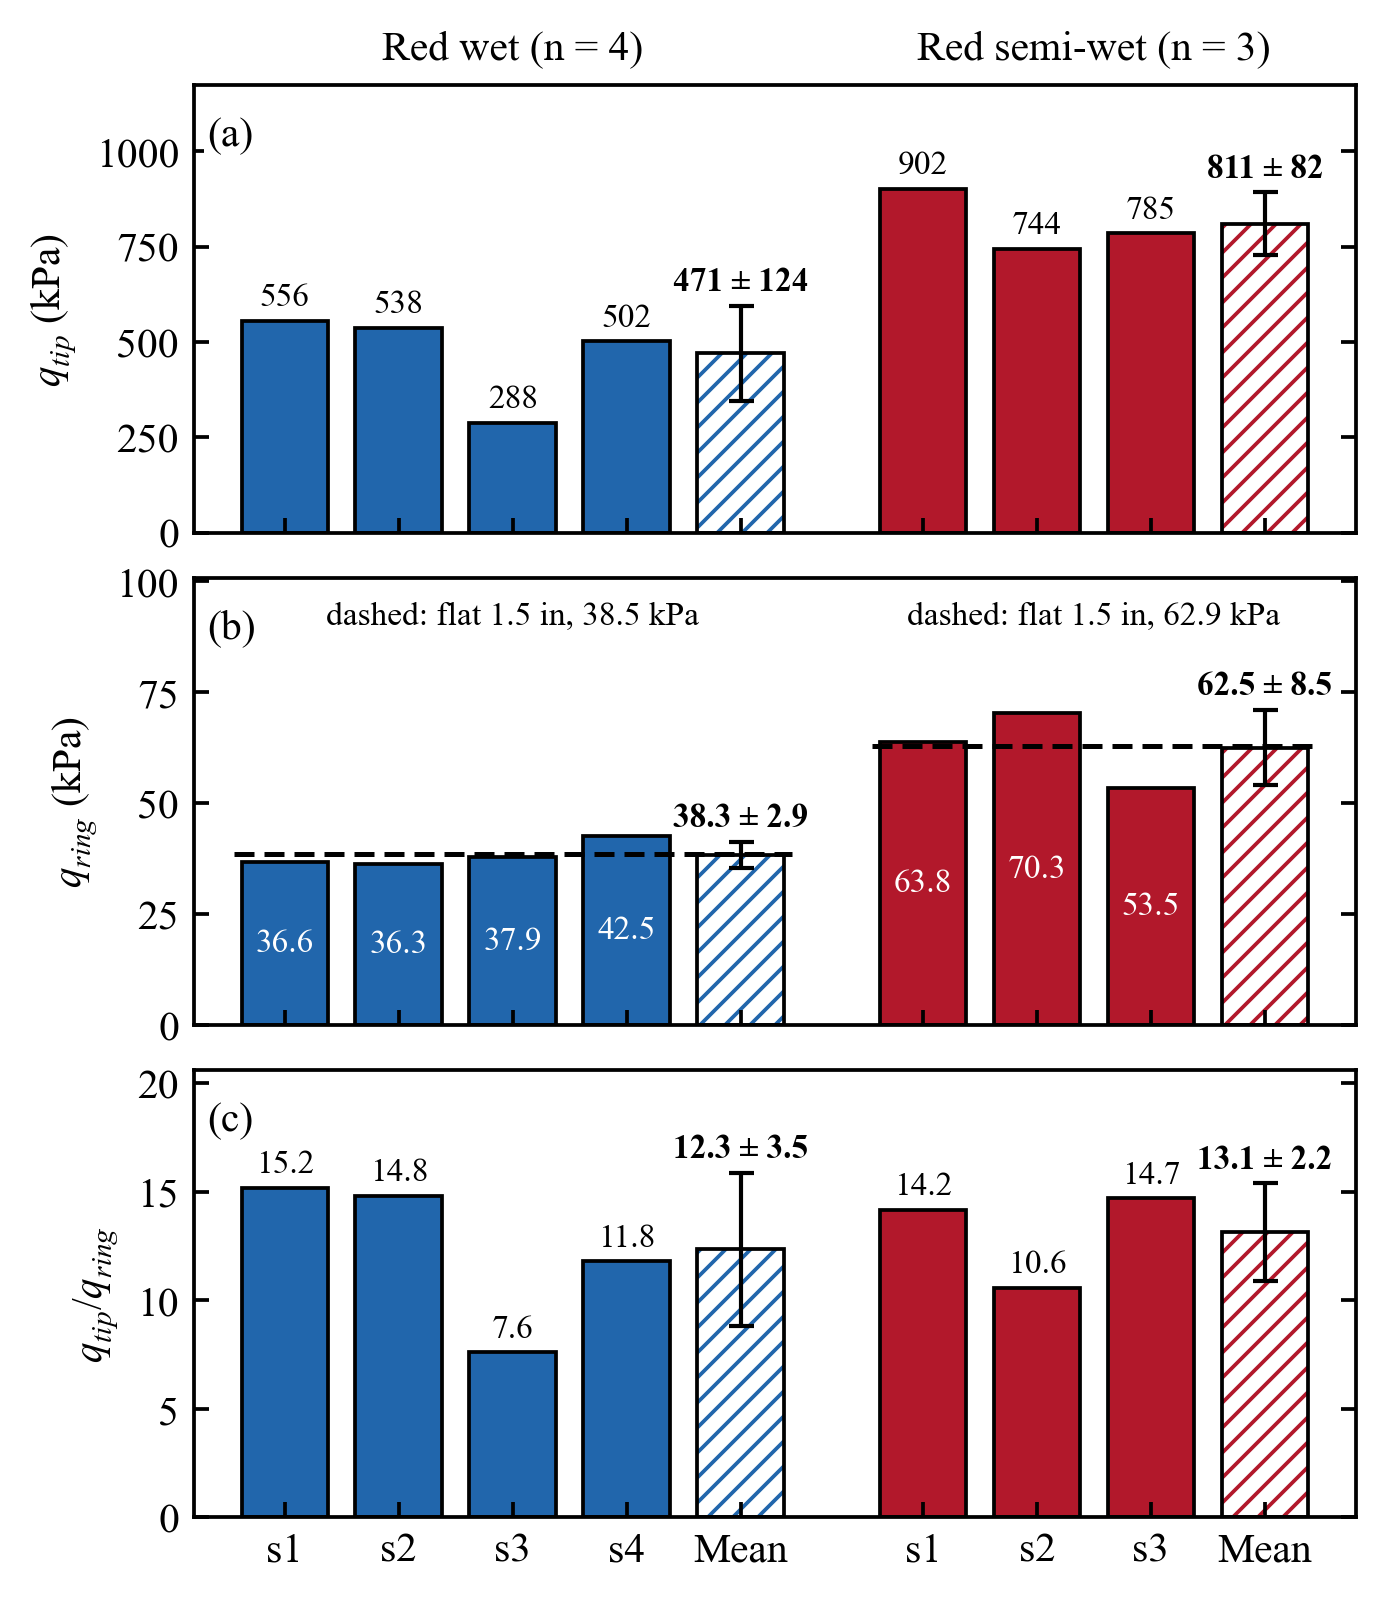 Red wet (n = 4)
Red semi-wet (n = 3)
(a)
q_tip (kPa)
1000
750
500
250
0
556
538
288
502
471 ± 124
902
744
785
811 ± 82
(b)
q_ring (kPa)
100
75
50
25
0
dashed: flat 1.5 in, 38.5 kPa
dashed: flat 1.5 in, 62.9 kPa
36.6
36.3
37.9
42.5
38.3 ± 2.9
63.8
70.3
53.5
62.5 ± 8.5
(c)
q_tip/q_ring
20
15
10
5
0
15.2
14.8
7.6
11.8
12.3 ± 3.5
14.2
10.6
14.7
13.1 ± 2.2
s1
s2
s3
s4
Mean
s1
s2
s3
Mean